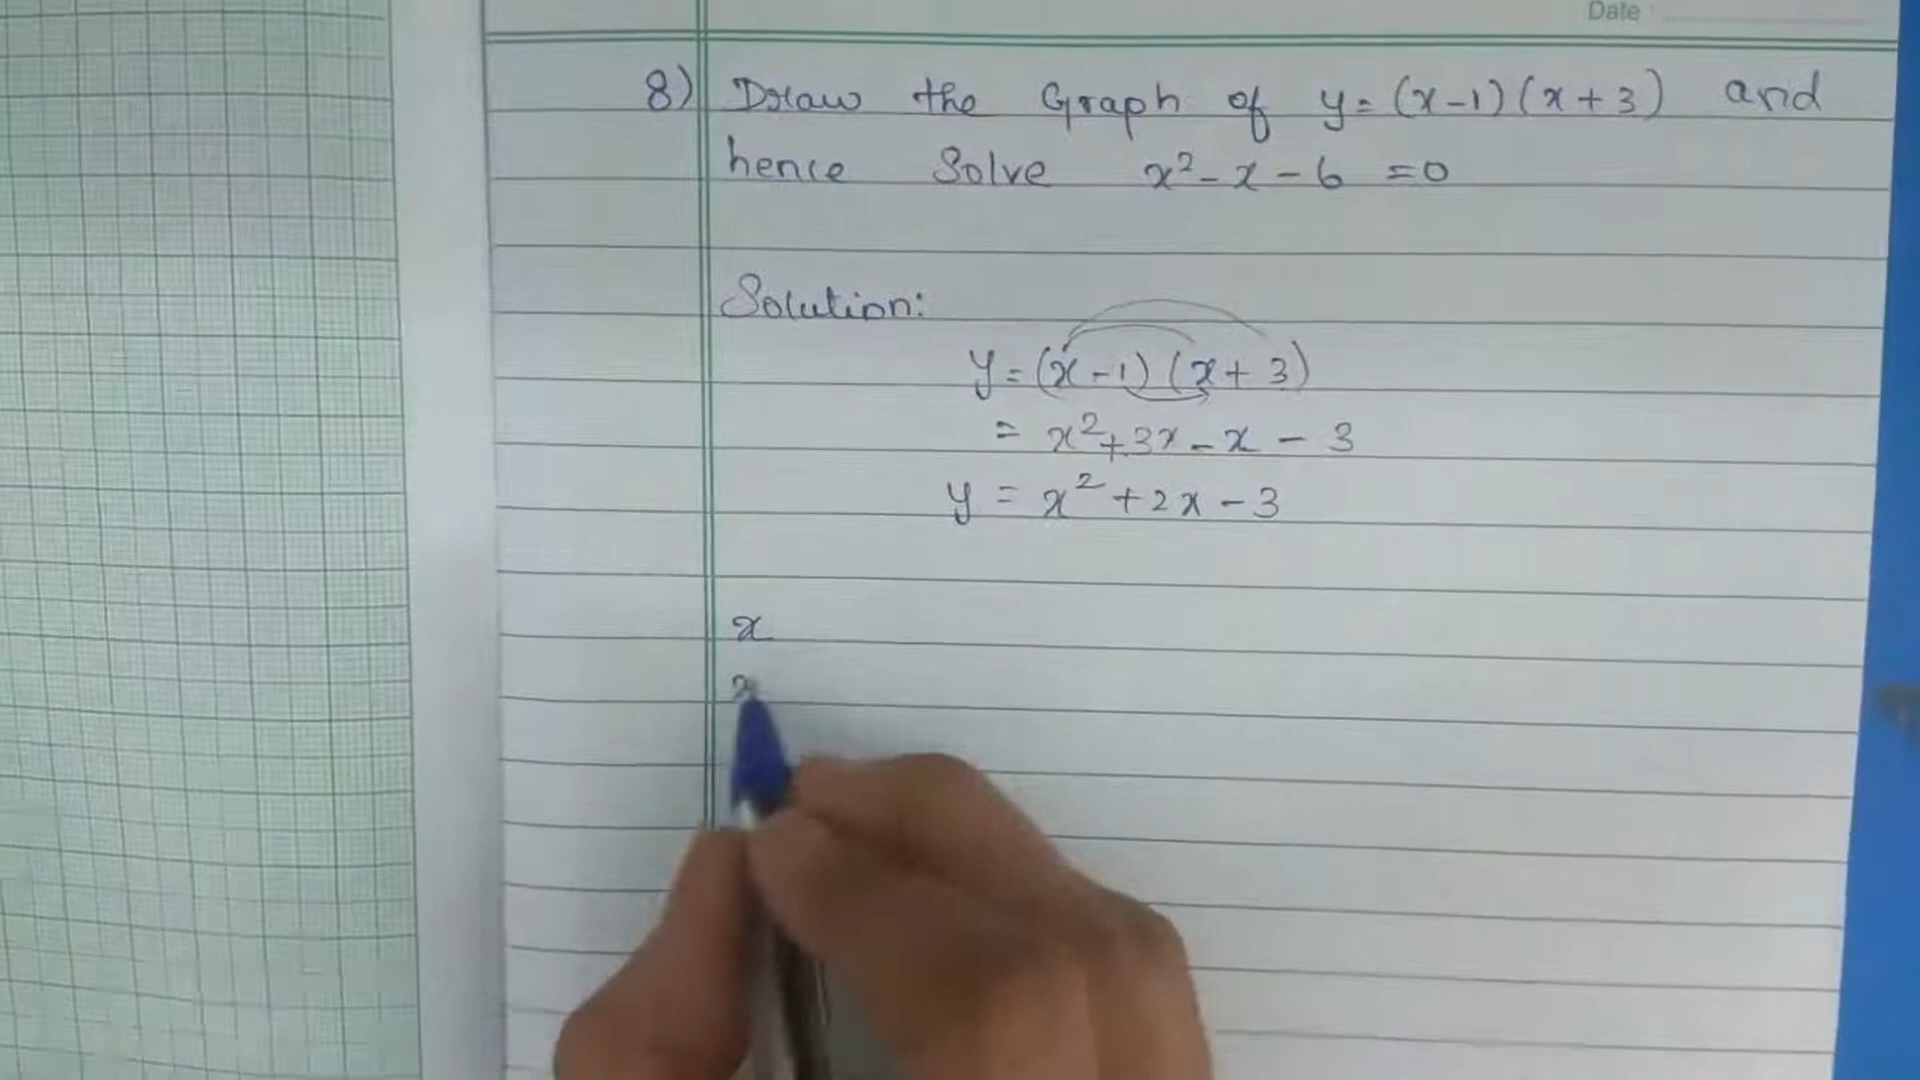 Date
8) Draw the Graph of y = (x-1)(x+3) and
hence Solve x² - x - 6 = 0
Solution:
y = (x-1)(x+3)
= x² + 3x - x - 3
y = x² + 2x - 3
x